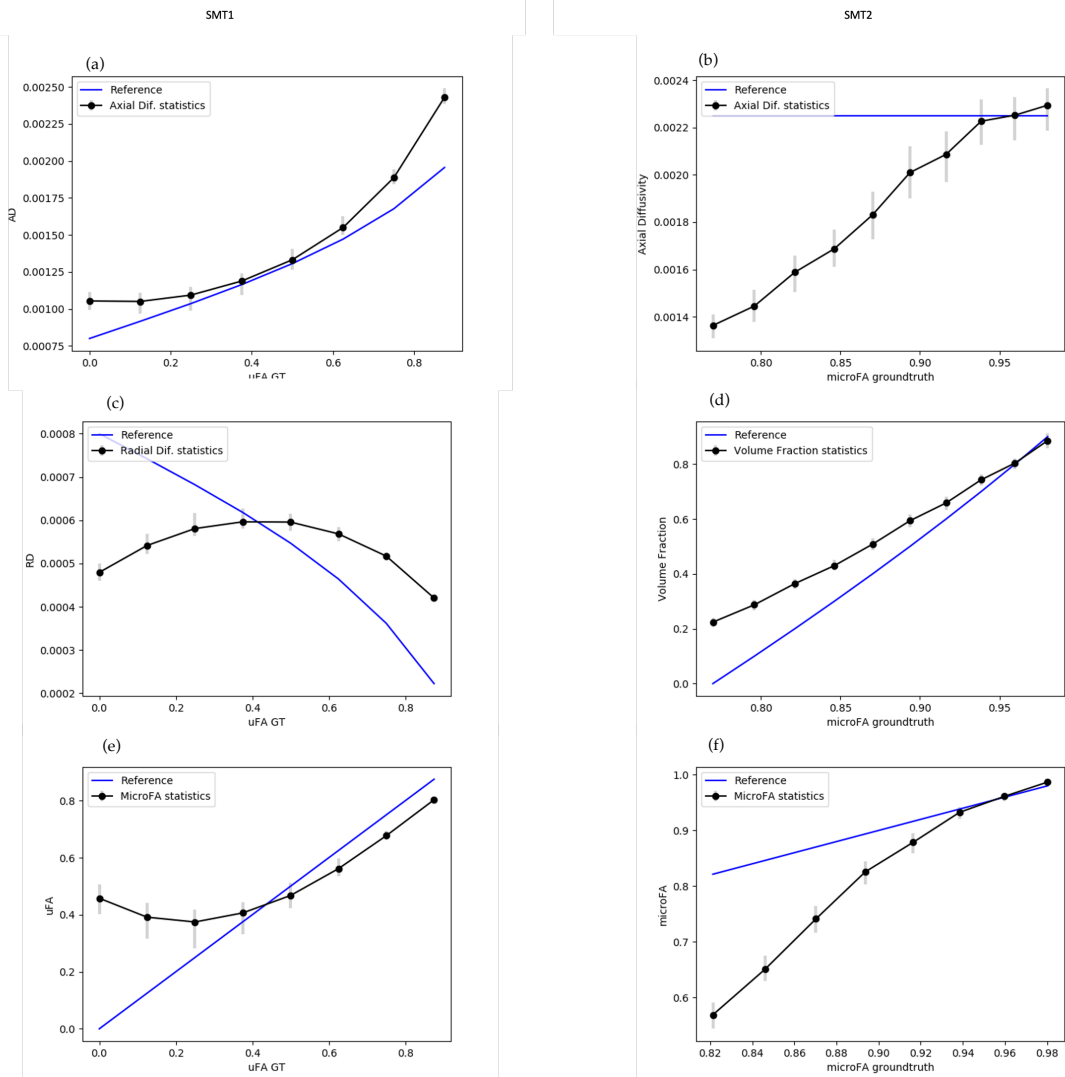 SMT1
SMT2
(a)
Reference
Axial Dif. statistics
0.00250
0.00225
0.00200
0.00175
0.00150
0.00125
0.00100
0.00075
AD
0.0 0.2 0.4 0.6 0.8
uFA GT
(b)
Reference
Axial Dif. statistics
0.0024
0.0022
0.0020
0.0018
0.0016
0.0014
Axial Diffusivity
0.80 0.85 0.90 0.95
microFA groundtruth
(c)
Reference
Radial Dif. statistics
0.0008
0.0007
0.0006
0.0005
0.0004
0.0003
0.0002
RD
0.0 0.2 0.4 0.6 0.8
uFA GT
(d)
Reference
Volume Fraction statistics
0.8
0.6
0.4
0.2
0.0
Volume Fraction
0.80 0.85 0.90 0.95
microFA groundtruth
(e)
Reference
MicroFA statistics
0.8
0.6
0.4
0.2
0.0
uFA
0.0 0.2 0.4 0.6 0.8
uFA GT
(f)
Reference
MicroFA statistics
1.0
0.9
0.8
0.7
0.6
microFA
0.82 0.84 0.86 0.88 0.90 0.92 0.94 0.96 0.98
microFA groundtruth